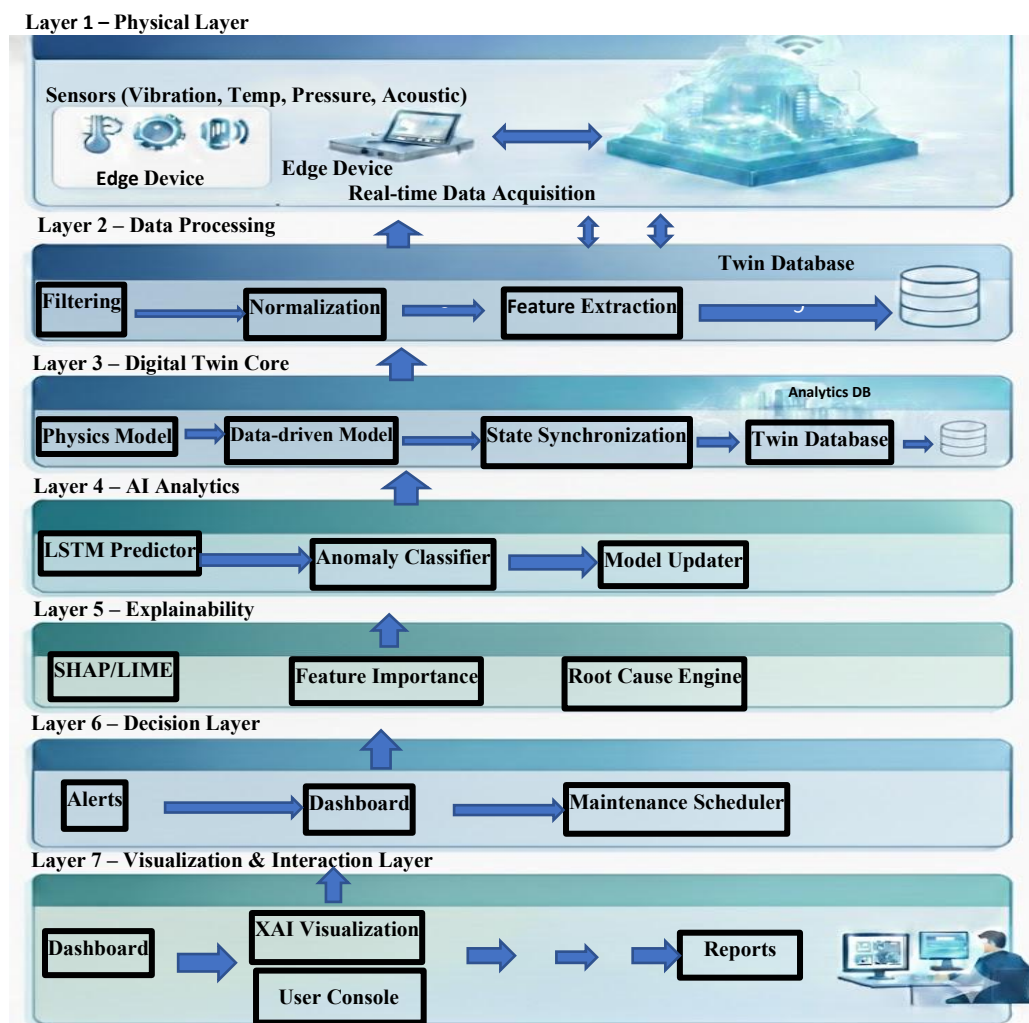 Layer 1 – Physical Layer
Sensors (Vibration, Temp, Pressure, Acoustic)
Edge Device
Edge Device
Real-time Data Acquisition
Layer 2 – Data Processing
Twin Database
Filtering
Normalization
Feature Extraction
Layer 3 – Digital Twin Core
Analytics DB
Physics Model
Data-driven Model
State Synchronization
Twin Database
Layer 4 – AI Analytics
LSTM Predictor
Anomaly Classifier
Model Updater
Layer 5 – Explainability
SHAP/LIME
Feature Importance
Root Cause Engine
Layer 6 – Decision Layer
Alerts
Dashboard
Maintenance Scheduler
Layer 7 – Visualization & Interaction Layer
Dashboard
XAI Visualization
User Console
Reports